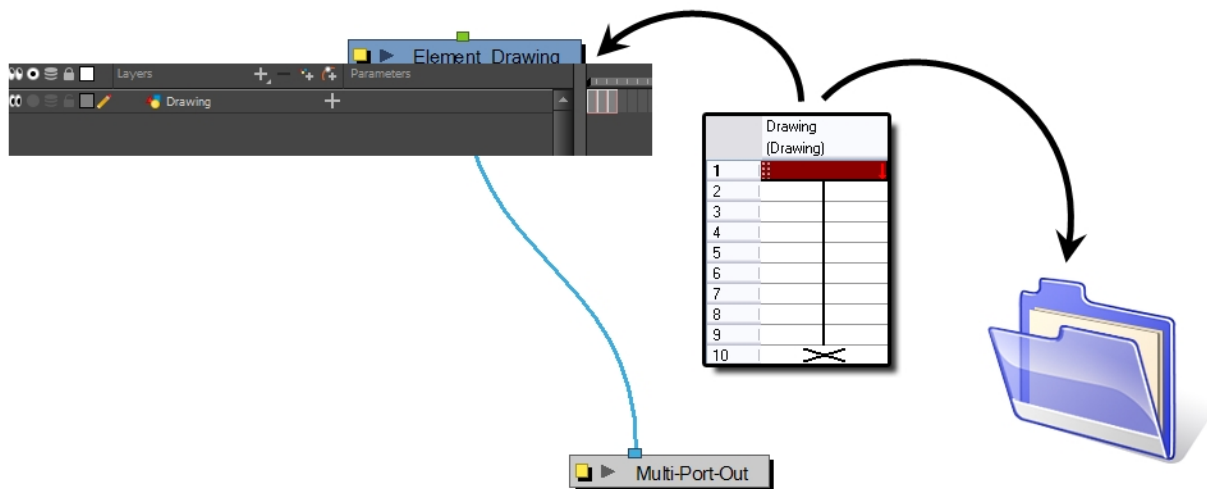 Element_Drawing
Layers
Parameters
Drawing
Drawing
(Drawing)
1
2
3
4
5
6
7
8
9
10
Multi-Port-Out